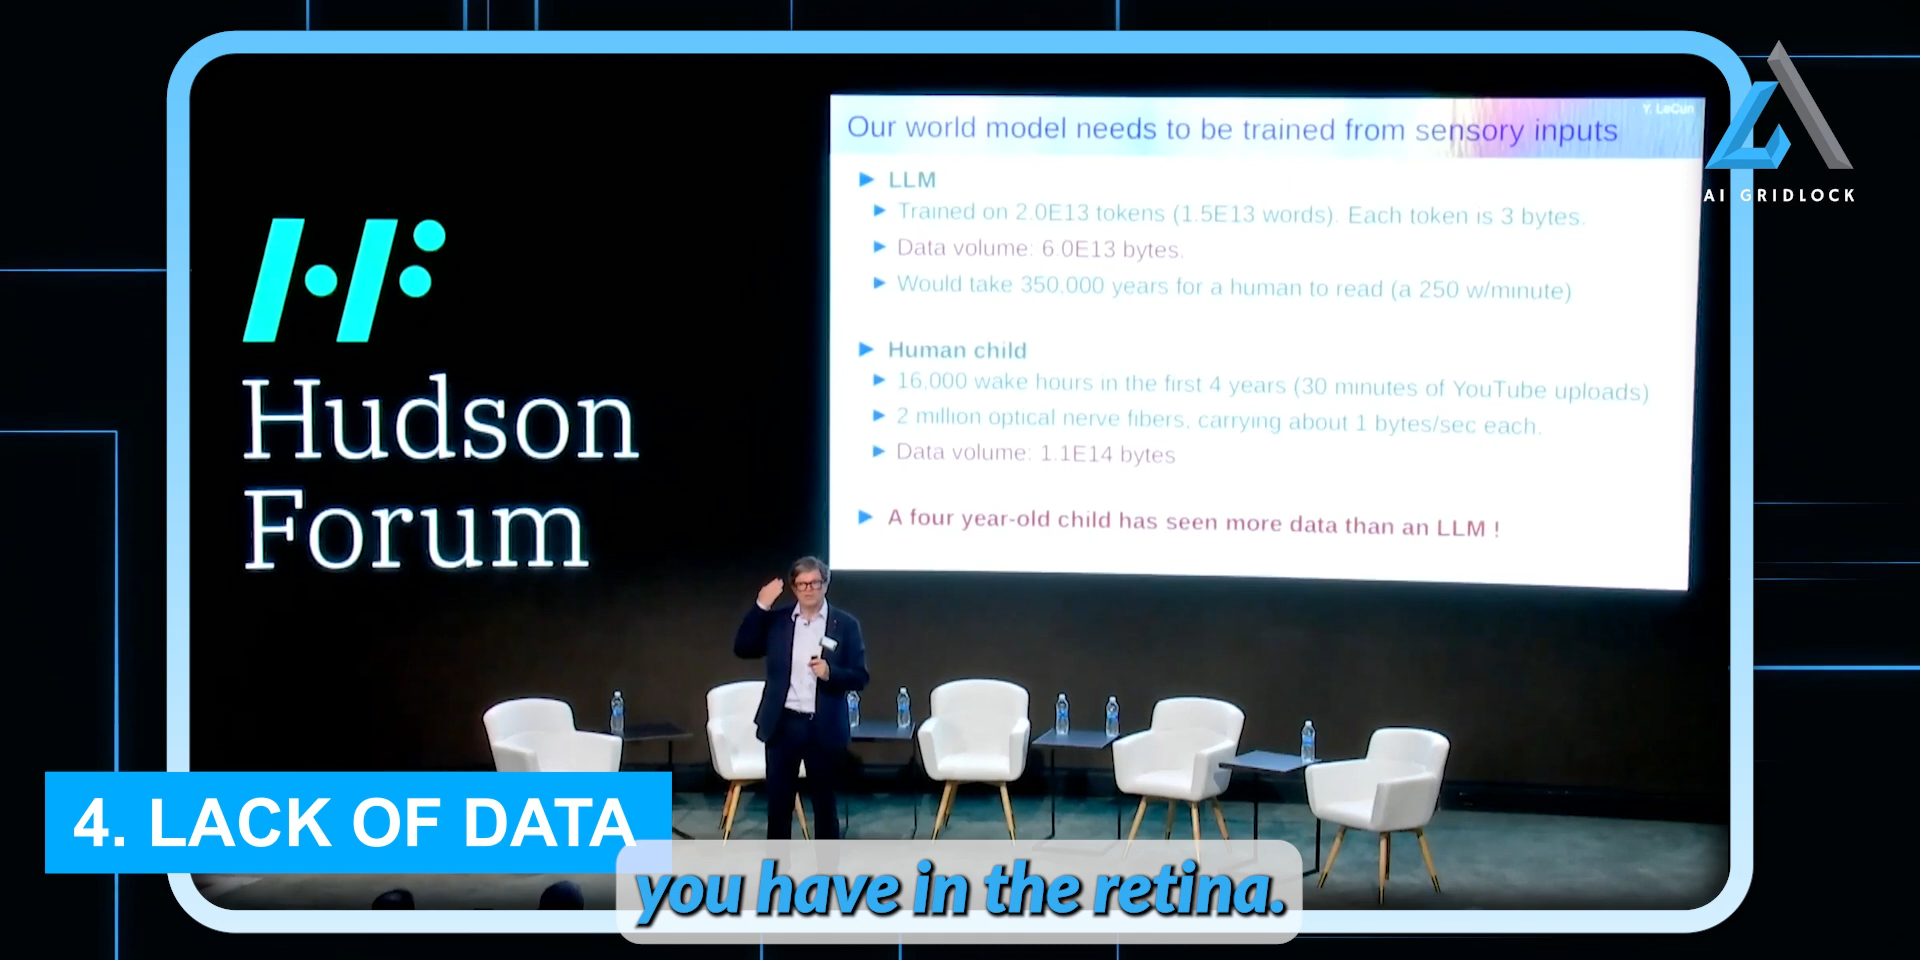 Y. LeCun
Our world model needs to be trained from sensory inputs
LLM
Trained on 2.0E13 tokens (1.5E13 words). Each token is 3 bytes.
Data volume: 6.0E13 bytes.
Would take 350.000 years for a human to read (a 250 w/minute)
Human child
16,000 wake hours in the first 4 years (30 minutes of YouTube uploads)
2 million optical nerve fibers, carrying about 1 bytes/sec each.
Data volume: 1.1E14 bytes
A four year-old child has seen more data than an LLM !
AI GRIDLOCK
Hudson
Forum
4. LACK OF DATA
you have in the retina.